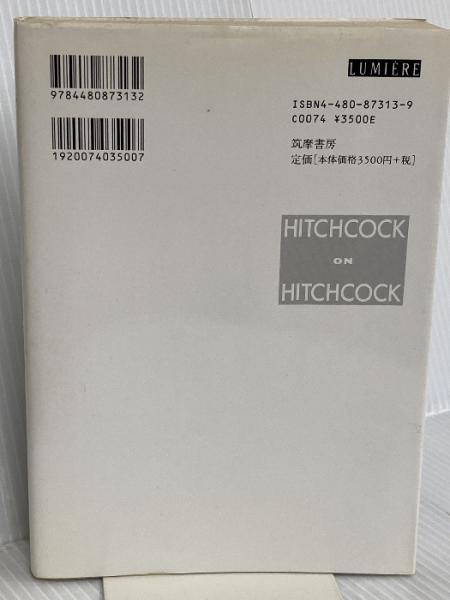 LUMIÈRE
9784480873132
1920074035007
ISBN4-480-87313-9
C0074 ¥3500E
筑摩書房
定価[本体価格3500円+税]
HITCHCOCK
ON
HITCHCOCK